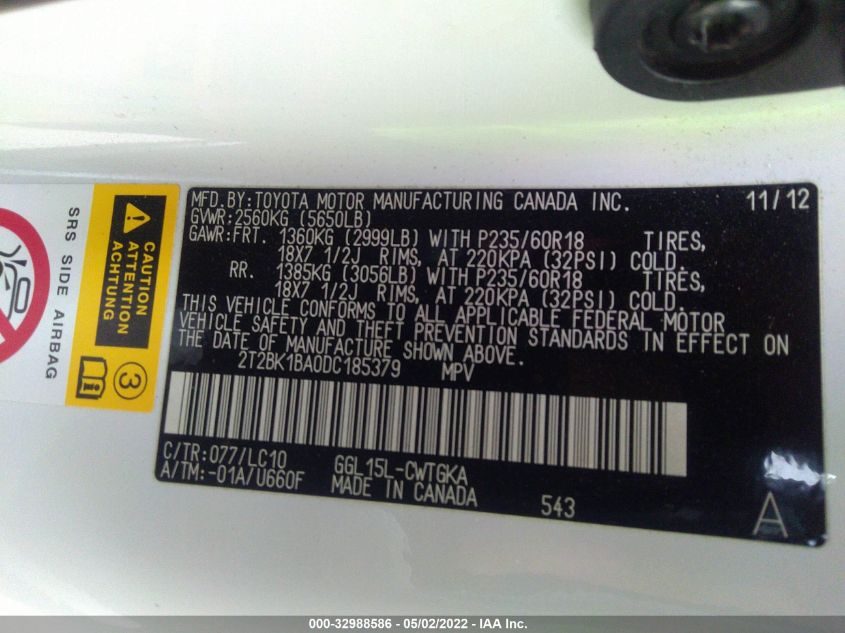 MFD.BY:TOYOTA MOTOR MANUFACTURING CANADA INC. 11/12
GVWR:2560KG (5650LB)
GAWR:FRT. 1360KG (2999LB) WITH P235/60R18 TIRES,
18X7 1/2J RIMS, AT 220KPA (32PSI) COLD.
RR. 1385KG (3056LB) WITH P235/60R18 TIRES,
18X7 1/2J RIMS, AT 220KPA (32PSI) COLD.
THIS VEHICLE CONFORMS TO ALL APPLICABLE FEDERAL MOTOR
VEHICLE SAFETY AND THEFT PREVENTION STANDARDS IN EFFECT ON
THE DATE OF MANUFACTURE SHOWN ABOVE.
2T2BK1BA0DC185379 MPV
C/TR:077/LC10 GGL15L-CWTGKA
A/TM:-01A/U660F MADE IN CANADA 543
A
SRS SIDE AIRBAG
CAUTION
ATTENTION
ACHTUNG
3
000-32988586 - 05/02/2022 - IAA Inc.